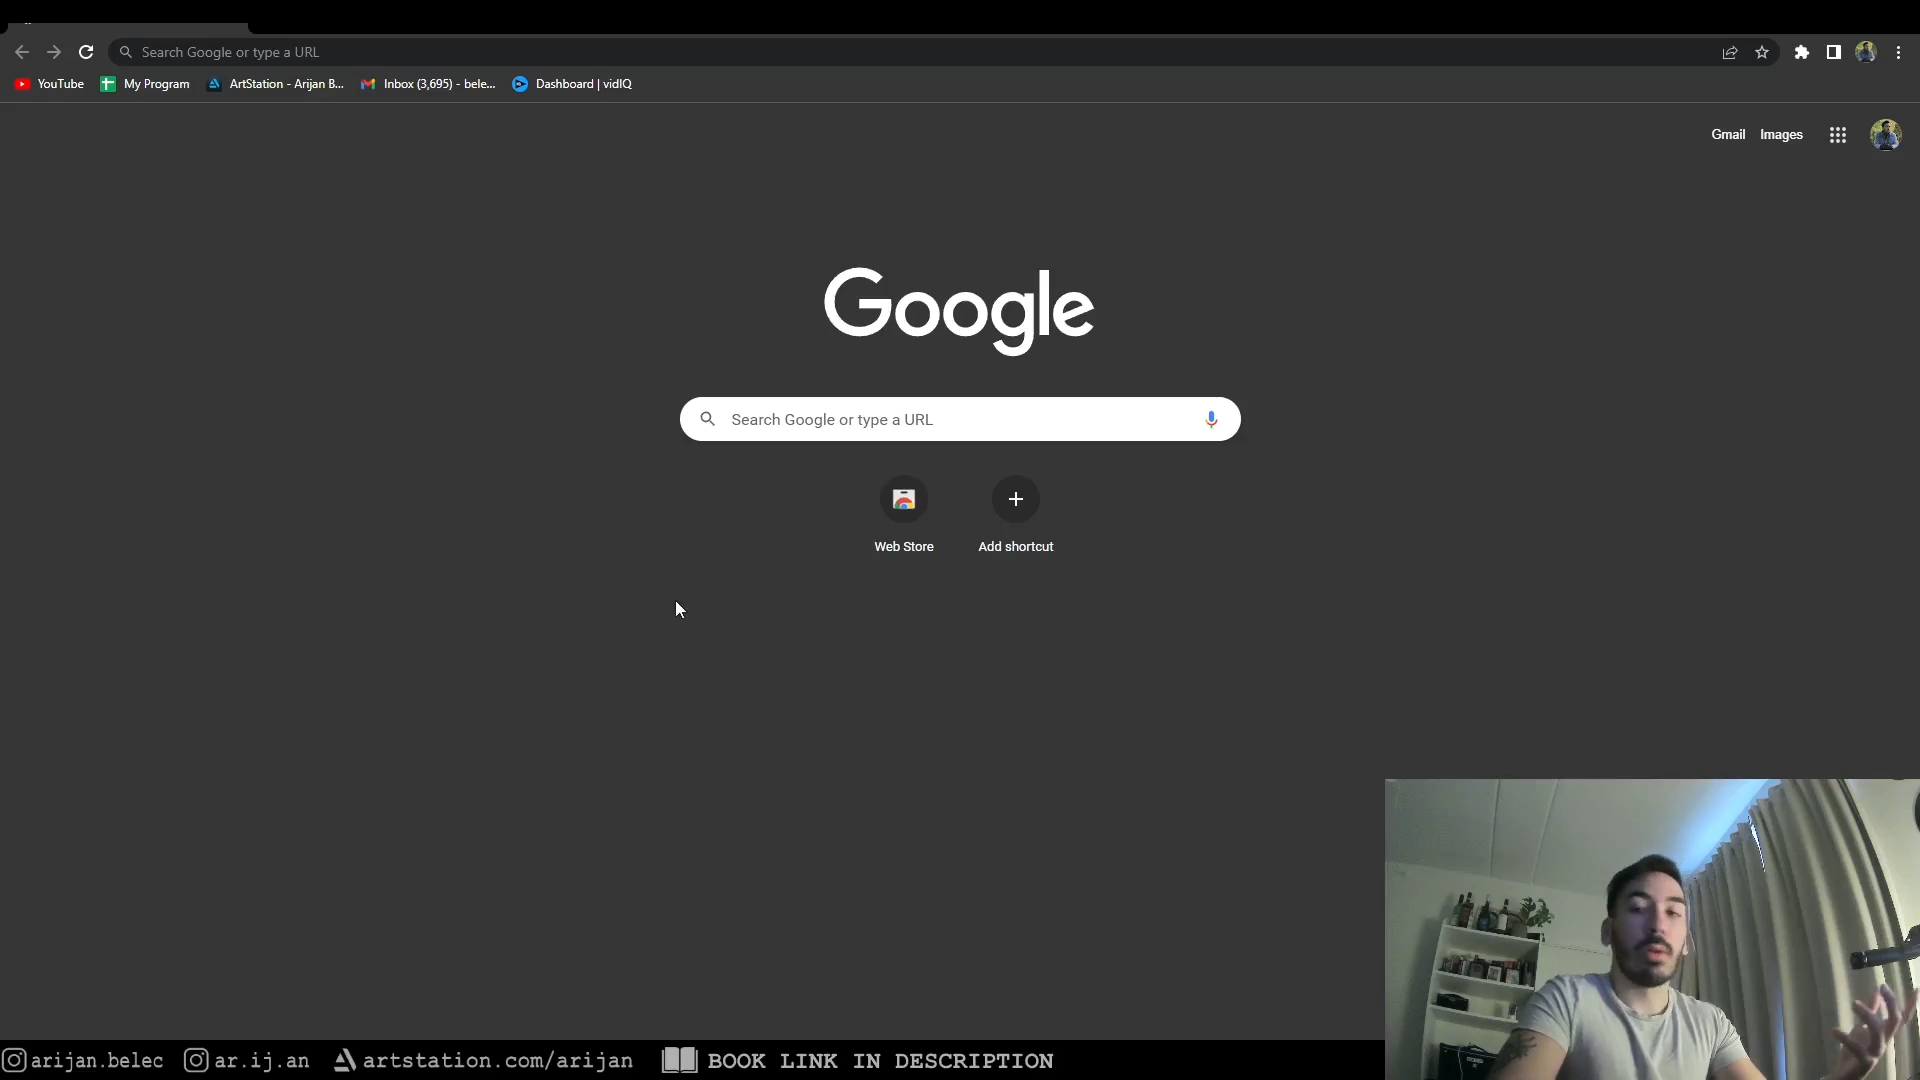 Search Google or type a URL
YouTube My Program ArtStation - Arijan B... Inbox (3,695) - bele... Dashboard | vidIQ
Gmail Images
Google
Search Google or type a URL
Web Store Add shortcut
arijan.belec ar.ij.an artstation.com/arijan BOOK LINK IN DESCRIPTION